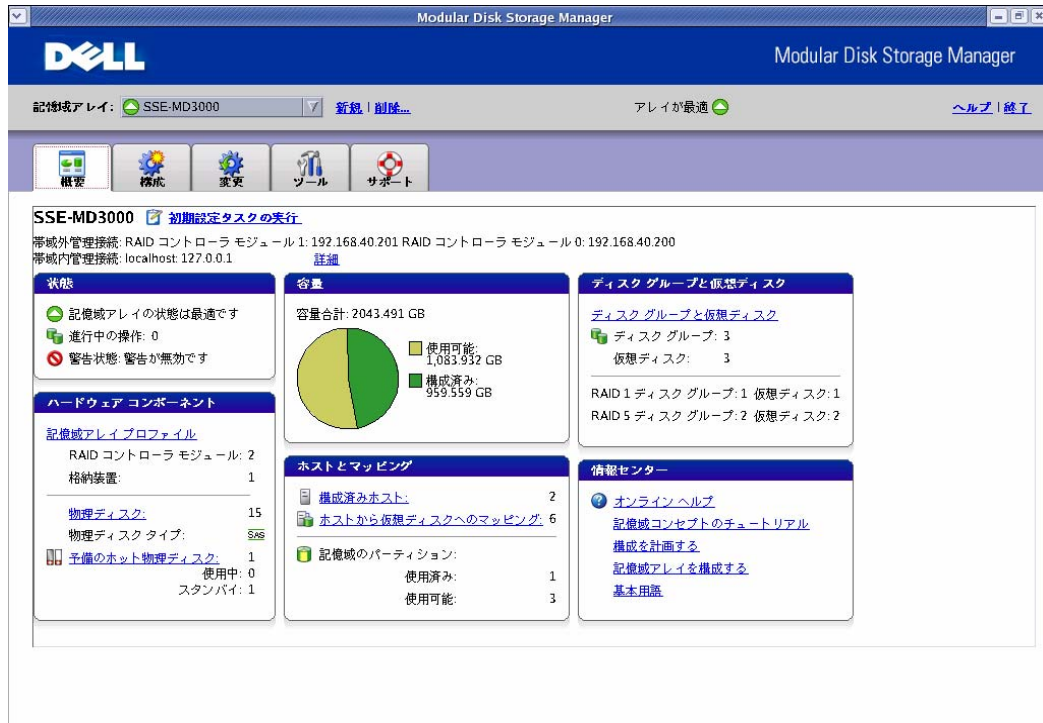 Modular Disk Storage Manager
DELL
Modular Disk Storage Manager
記憶域アレイ: SSE-MD3000 新規 | 削除... アレイが最適 ヘルプ | 終了
概要 構成 変更 ツール サポート
SSE-MD3000 初期設定タスクの実行
帯域外管理接続: RAID コントローラ モジュール 1: 192.168.40.201 RAID コントローラ モジュール 0: 192.168.40.200
帯域内管理接続: localhost: 127.0.0.1 詳細
状態
記憶域アレイの状態は最適です
進行中の操作: 0
警告状態: 警告が無効です
ハードウェア コンポーネント
記憶域アレイ プロファイル
RAID コントローラ モジュール: 2
格納装置: 1
物理ディスク: 15
物理ディスク タイプ: SAS
予備のホット物理ディスク: 1
使用中: 0
スタンバイ: 1
容量
容量合計: 2043.491 GB
使用可能:
1,083.932 GB
構成済み:
959.559 GB
ホストとマッピング
構成済みホスト: 2
ホストから仮想ディスクへのマッピング: 6
記憶域のパーティション:
使用済み: 1
使用可能: 3
ディスク グループと仮想ディスク
ディスク グループと仮想ディスク
ディスク グループ: 3
仮想ディスク: 3
RAID 1 ディスク グループ: 1 仮想ディスク: 1
RAID 5 ディスク グループ: 2 仮想ディスク: 2
情報センター
オンライン ヘルプ
記憶域コンセプトのチュートリアル
構成を計画する
記憶域アレイを構成する
基本用語